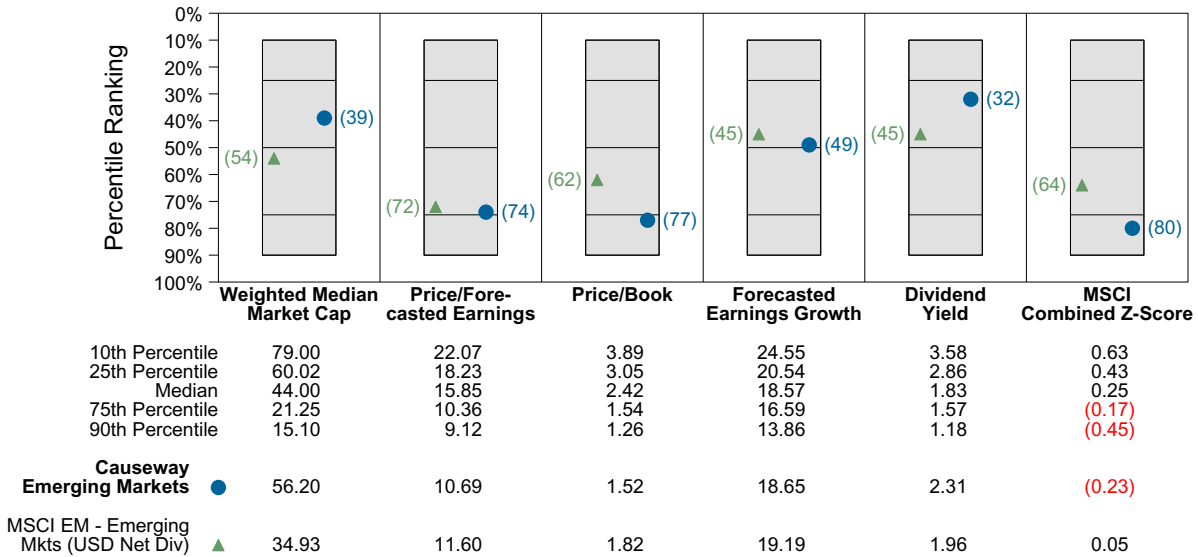 0%
10%
20%
30%
40%
50%
60%
70%
80%
90%
100%
Percentile Ranking
(39)
(54)
(72)
(74)
(62)
(77)
(45)
(49)
(45)
(32)
(64)
(80)
Weighted Median
Market Cap
Price/Fore-
casted Earnings
Price/Book
Forecasted
Earnings Growth
Dividend
Yield
MSCI
Combined Z-Score
10th Percentile 79.00 22.07 3.89 24.55 3.58 0.63
25th Percentile 60.02 18.23 3.05 20.54 2.86 0.43
Median 44.00 15.85 2.42 18.57 1.83 0.25
75th Percentile 21.25 10.36 1.54 16.59 1.57 (0.17)
90th Percentile 15.10 9.12 1.26 13.86 1.18 (0.45)
Causeway
Emerging Markets 56.20 10.69 1.52 18.65 2.31 (0.23)
MSCI EM - Emerging
Mkts (USD Net Div) 34.93 11.60 1.82 19.19 1.96 0.05